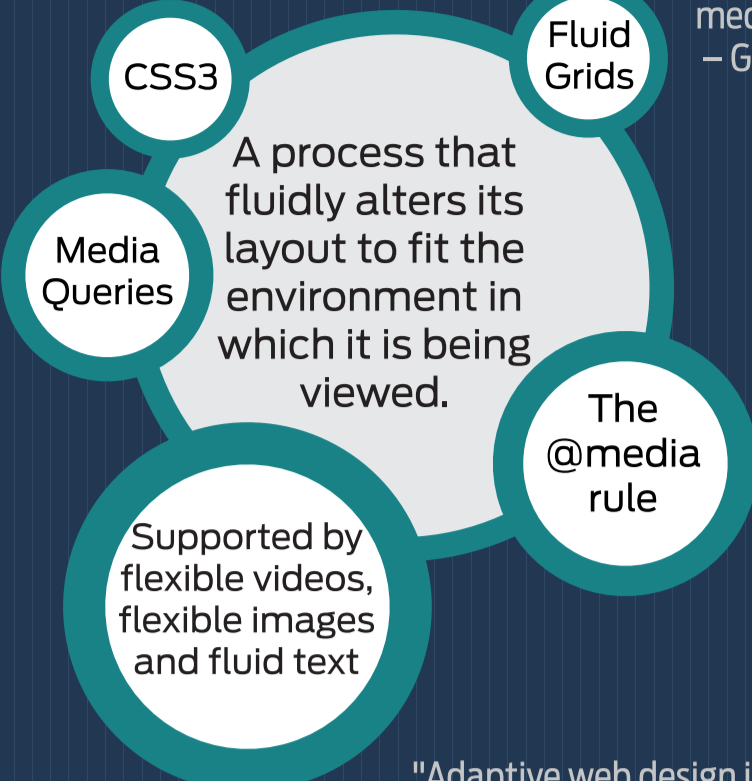 CSS3
Fluid
Grids
– G
A process that
fluidly alters its
layout to fit the
environment in
which it is being
viewed.
Media
Queries
The
@media
rule
Supported by
flexible videos,
flexible images
and fluid text
"Adaptive web design i